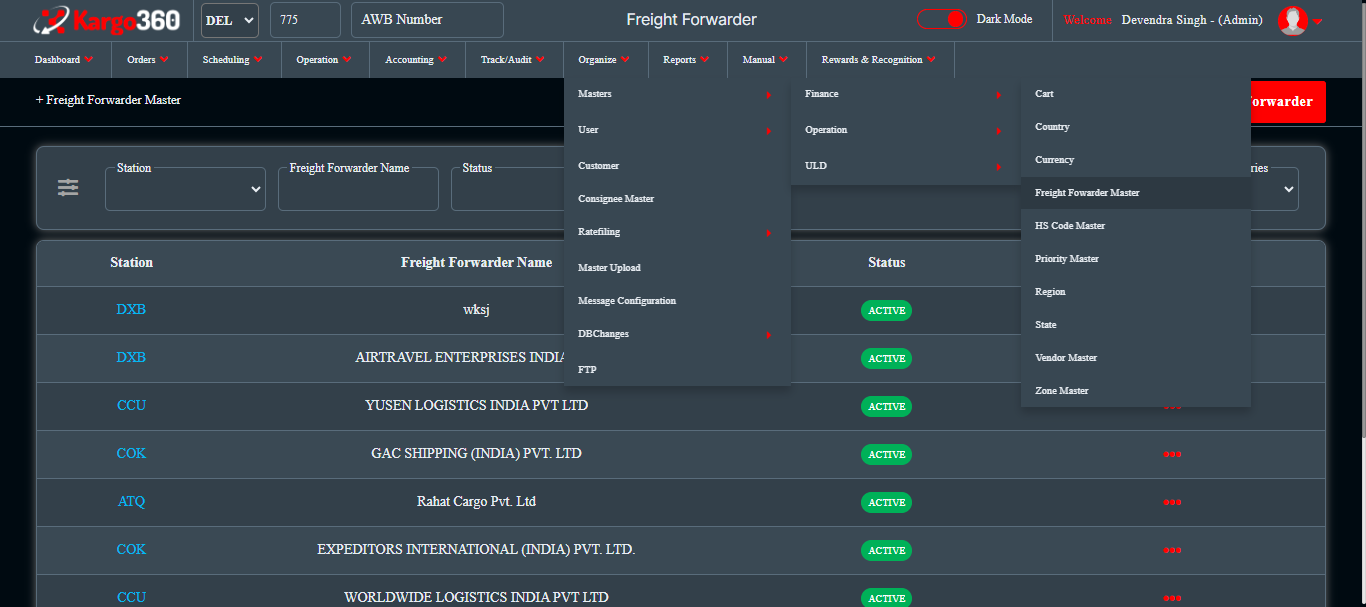 Kargo360
DEL
775
AWB Number
Freight Forwarder
Dark Mode
Welcome Devendra Singh - (Admin)
Dashboard
Orders
Scheduling
Operation
Accounting
Track/Audit
Organize
Reports
Manual
Rewards & Recognition
+ Freight Forwarder Master
orwarder
Masters
User
Customer
Consignee Master
Ratefiling
Master Upload
Message Configuration
DBChanges
FTP
Finance
Operation
ULD
Cart
Country
Currency
Freight Fowarder Master
HS Code Master
Priority Master
Region
State
Vendor Master
Zone Master
Station
Freight Forwarder Name
Status
ries
Station Freight Forwarder Name Status
DXB wksj ACTIVE
DXB AIRTRAVEL ENTERPRISES INDIA ACTIVE
CCU YUSEN LOGISTICS INDIA PVT LTD ACTIVE
COK GAC SHIPPING (INDIA) PVT. LTD ACTIVE
ATQ Rahat Cargo Pvt. Ltd ACTIVE
COK EXPEDITORS INTERNATIONAL (INDIA) PVT. LTD. ACTIVE
CCU WORLDWIDE LOGISTICS INDIA PVT LTD ACTIVE